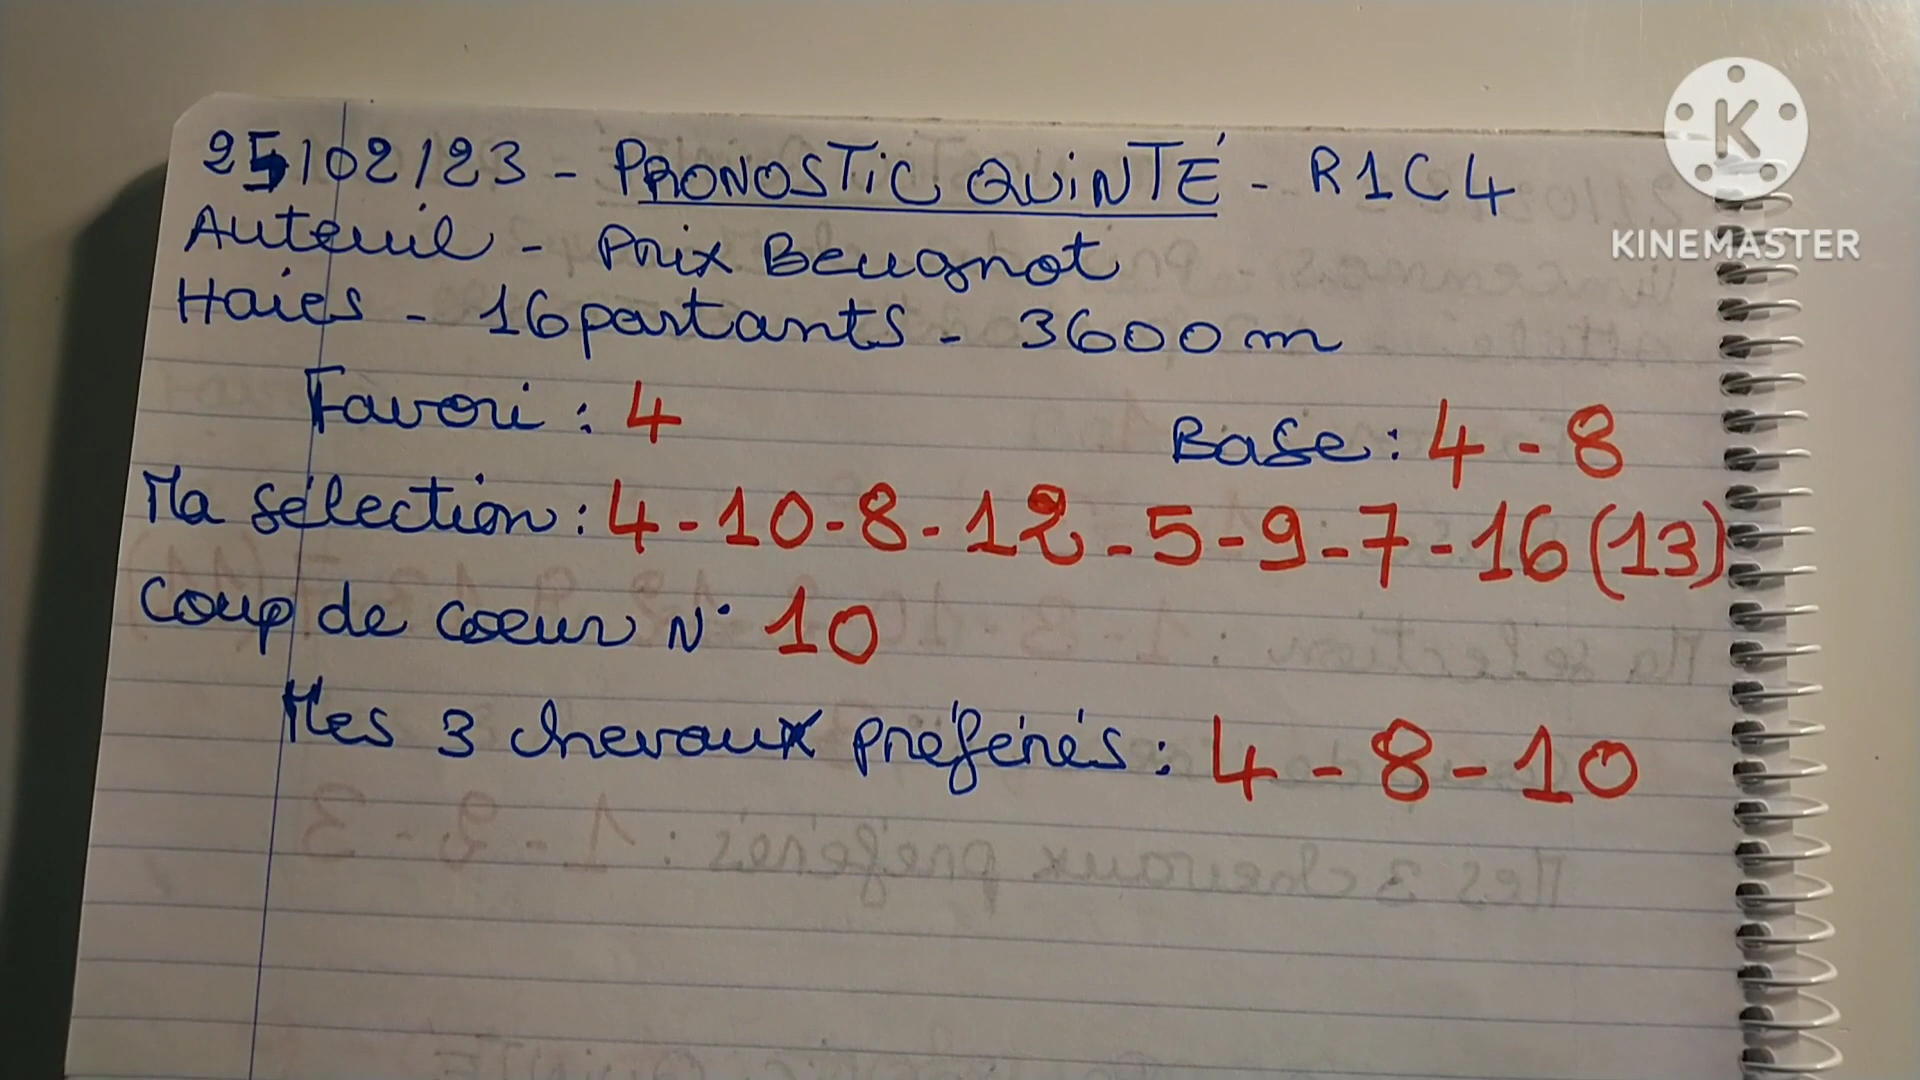 25/02/23 - PRONOSTiC QUiNTÉ - R1C4
Auteuil - Prix Beugnot
Haies - 16 partants - 3600 m
Favori : 4
Base : 4 - 8
Ma sélection : 4 - 10 - 8 - 12 - 5 - 9 - 7 - 16 (13)
Coup de coeur N° 10
Mes 3 chevaux préférés : 4 - 8 - 10
K
KINEMASTER